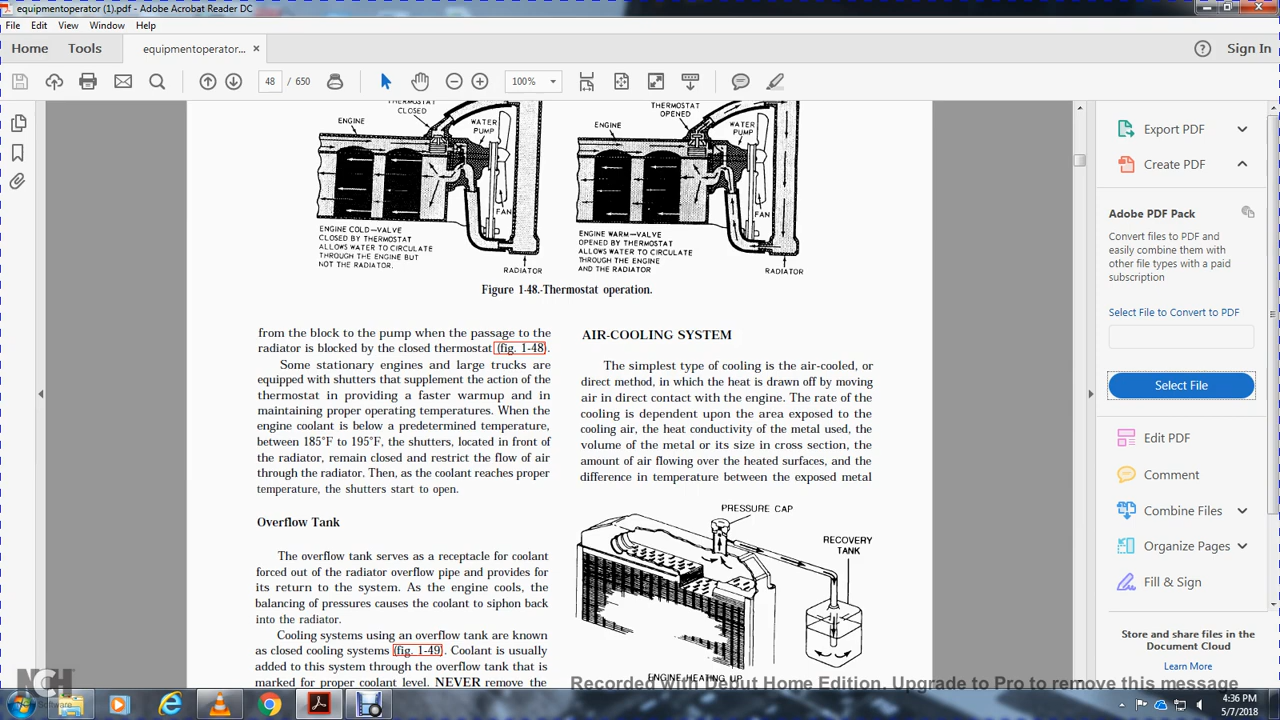 equipmentoperator (1).pdf - Adobe Acrobat Reader DC
File Edit View Window Help
Home Tools equipmentoperator... × Sign In
48 / 650 100%
THERMOSTAT
CLOSED
ENGINE
WATER
PUMP
FAN
ENGINE COLD—VALVE
CLOSED BY THERMOSTAT
ALLOWS WATER TO CIRCULATE
THROUGH THE ENGINE BUT
NOT THE RADIATOR.
RADIATOR
THERMOSTAT
OPENED
ENGINE
WATER
PUMP
FAN
ENGINE WARM—VALVE
OPENED BY THERMOSTAT
ALLOWS WATER TO CIRCULATE
THROUGH THE ENGINE
AND THE RADIATOR
RADIATOR
Figure 1-48.-Thermostat operation.
from the block to the pump when the passage to the
radiator is blocked by the closed thermostat (fig. 1-48).
Some stationary engines and large trucks are
equipped with shutters that supplement the action of the
thermostat in providing a faster warmup and in
maintaining proper operating temperatures. When the
engine coolant is below a predetermined temperature,
between 185°F to 195°F, the shutters, located in front of
the radiator, remain closed and restrict the flow of air
through the radiator. Then, as the coolant reaches proper
temperature, the shutters start to open.
Overflow Tank
The overflow tank serves as a receptacle for coolant
forced out of the radiator overflow pipe and provides for
its return to the system. As the engine cools, the
balancing of pressures causes the coolant to siphon back
into the radiator.
Cooling systems using an overflow tank are known
as closed cooling systems (fig. 1-49). Coolant is usually
added to this system through the overflow tank that is
marked for proper coolant level. NEVER remove the
AIR-COOLING SYSTEM
The simplest type of cooling is the air-cooled, or
direct method, in which the heat is drawn off by moving
air in direct contact with the engine. The rate of the
cooling is dependent upon the area exposed to the
cooling air, the heat conductivity of the metal used, the
volume of the metal or its size in cross section, the
amount of air flowing over the heated surfaces, and the
difference in temperature between the exposed metal
PRESSURE CAP
RECOVERY
TANK
ENGINE HEATING UP
Export PDF
Create PDF
Adobe PDF Pack
Convert files to PDF and
easily combine them with
other file types with a paid
subscription
Select File to Convert to PDF
Select File
Edit PDF
Comment
Combine Files
Organize Pages
Fill & Sign
Store and share files in the
Document Cloud
Learn More
Recorded with Debut Home Edition. Upgrade to Pro to remove this message
NCH Software
4:36 PM
5/7/2018